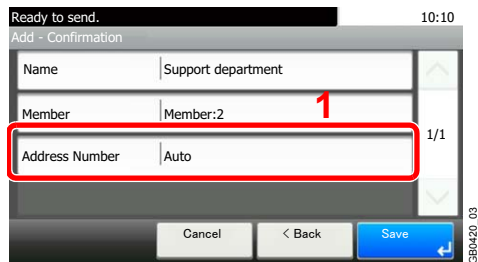 Ready to send. 10:10
Add - Confirmation
Name Support department
Member Member:2 1
1/1
Address Number Auto
Cancel < Back Save
GB0420_03